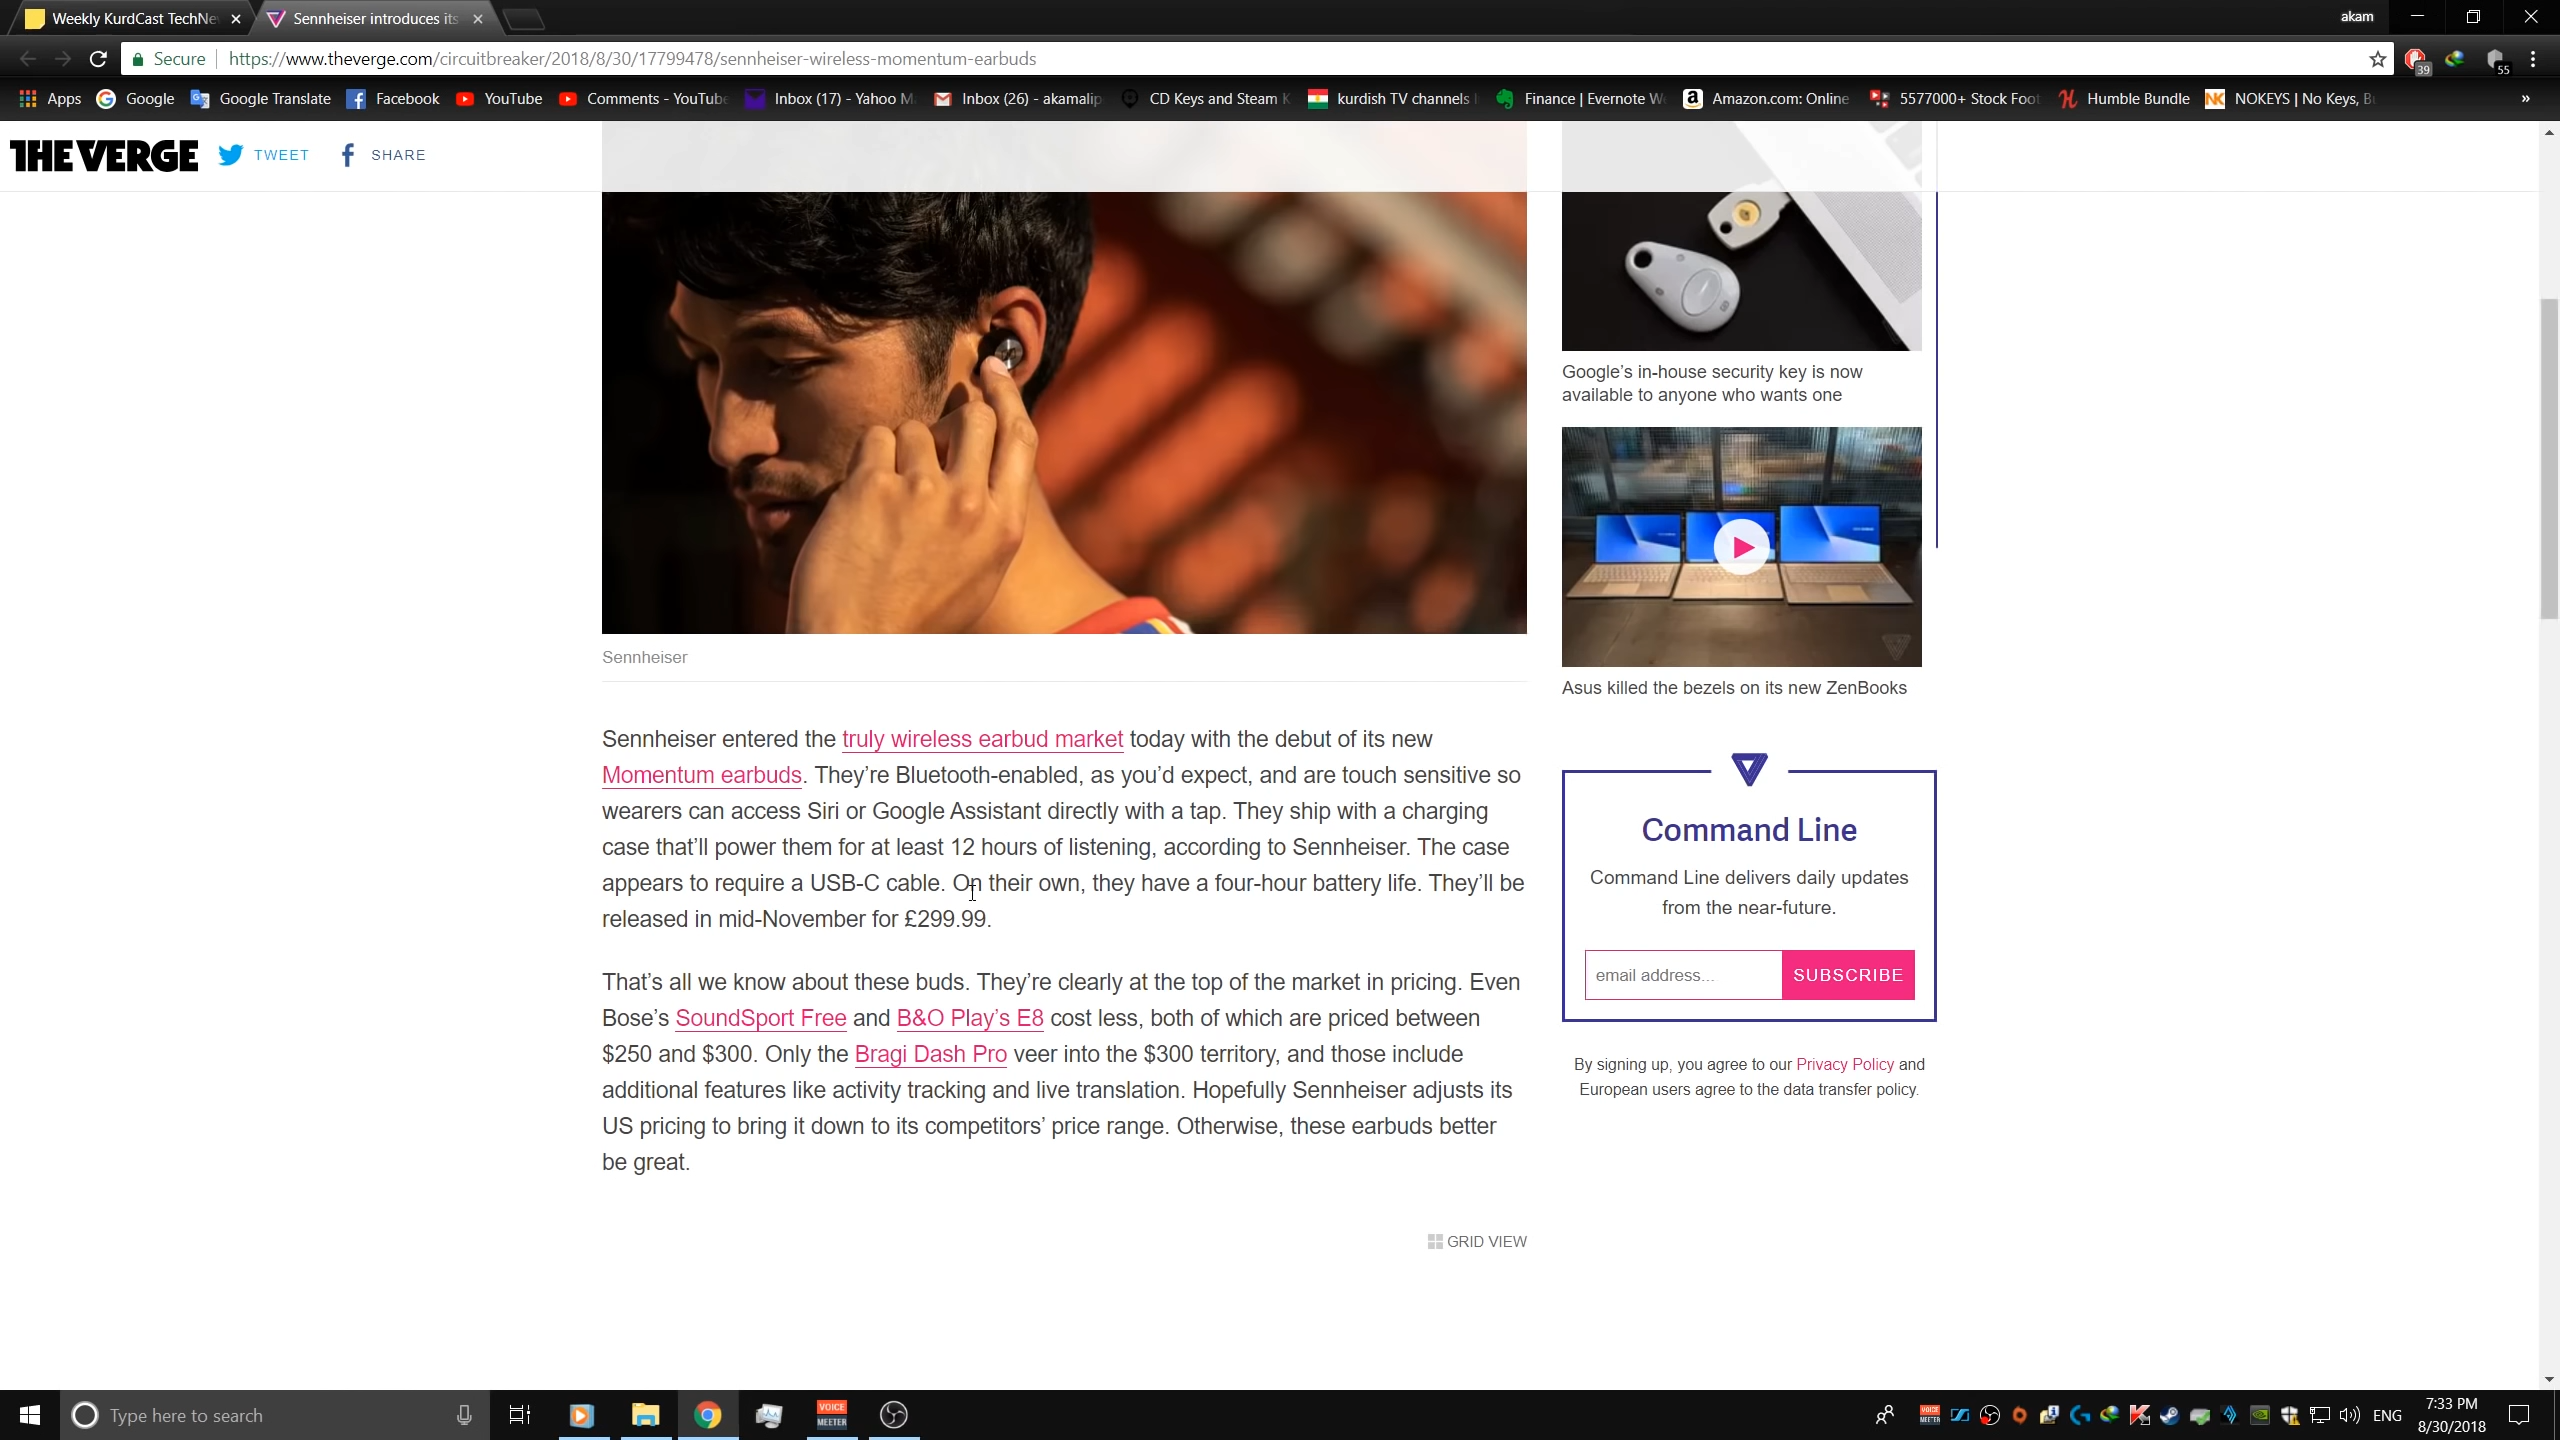 Weekly KurdCast TechNe
Sennheiser introduces its
akam
Secure
https://www.theverge.com/circuitbreaker/2018/8/30/17799478/sennheiser-wireless-momentum-earbuds
39
55
Apps
Google
Google Translate
Facebook
YouTube
Comments - YouTube
Inbox (17) - Yahoo M
Inbox (26) - akamalip
CD Keys and Steam K
kurdish TV channels
Finance | Evernote W
Amazon.com: Online
5577000+ Stock Foot
Humble Bundle
NOKEYS | No Keys, B
»
THE VERGE
TWEET
SHARE
Google’s in-house security key is now
available to anyone who wants one
Asus killed the bezels on its new ZenBooks
Sennheiser
Sennheiser entered the truly wireless earbud market today with the debut of its new
Momentum earbuds. They’re Bluetooth-enabled, as you’d expect, and are touch sensitive so
wearers can access Siri or Google Assistant directly with a tap. They ship with a charging
case that’ll power them for at least 12 hours of listening, according to Sennheiser. The case
appears to require a USB-C cable. On their own, they have a four-hour battery life. They’ll be
released in mid-November for £299.99.
That’s all we know about these buds. They’re clearly at the top of the market in pricing. Even
Bose’s SoundSport Free and B&O Play’s E8 cost less, both of which are priced between
$250 and $300. Only the Bragi Dash Pro veer into the $300 territory, and those include
additional features like activity tracking and live translation. Hopefully Sennheiser adjusts its
US pricing to bring it down to its competitors’ price range. Otherwise, these earbuds better
be great.
GRID VIEW
Command Line
Command Line delivers daily updates
from the near-future.
email address...
SUBSCRIBE
By signing up, you agree to our Privacy Policy and
European users agree to the data transfer policy.
Type here to search
VOICE
MEETER
VOICE
MEETER
ENG
7:33 PM
8/30/2018